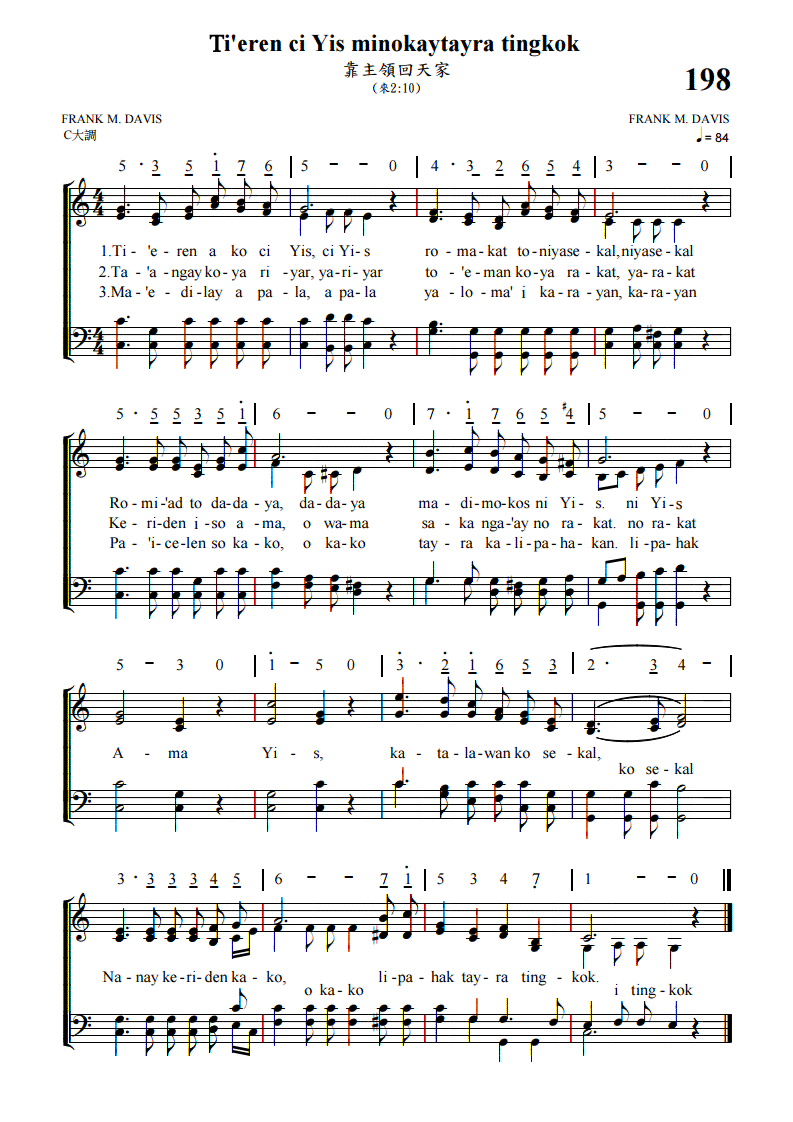 Ti'eren ci Yis minokaytayra tingkok
靠主領回天家
(來2:10)
198
FRANK M. DAVIS
FRANK M. DAVIS
C大調
♩= 84
5 · 3 5 1̇ 7 6 | 5 – – 0 | 4 · 3 2 6 5 4 | 3 – – 0 |
1.Ti- 'e-ren a ko ci Yis, ci Yi-s ro-ma-kat to-niyase-kal,niyase-kal
2.Ta-'a-ngay ko-ya ri-yar, ya-ri-yar to-'e-man ko-ya ra-kat, ya-ra-kat
3.Ma-'e-di-lay a pa-la, a pa-la ya-lo-ma' i ka-ra-yan, ka-ra-yan
5 · 5 5 3 5 1̇ | 6 – – 0 | 7 · 1̇ 7 6 5 #4 | 5 – – 0 |
Ro-mi-'ad to da-da-ya, da-da-ya ma-di-mo-kos ni Yi-s. ni Yi-s
Ke-ri-den i-so a-ma, o wa-ma sa-ka nga-'ay no ra-kat. no ra-kat
Pa-'i-ce-len so ka-ko, o ka-ko tay-ra ka-li-pa-ha-kan. li-pa-hak
5 – 3 0 | 1̇ – 5 0 | 3̇ · 2̇ 1̇ 6 5 3 | 2 · 3 4 – |
A - ma Yi-s, ka-ta-la-wan ko se-kal,
ko se-kal
3 · 3 3 3 4 5 | 6 – – 7 1̇ | 5 3 4 7̣ | 1 – – 0
Na-nay ke-ri-den ka-ko, li-pa-hak tay-ra ting-kok.
o ka-ko i ting-kok